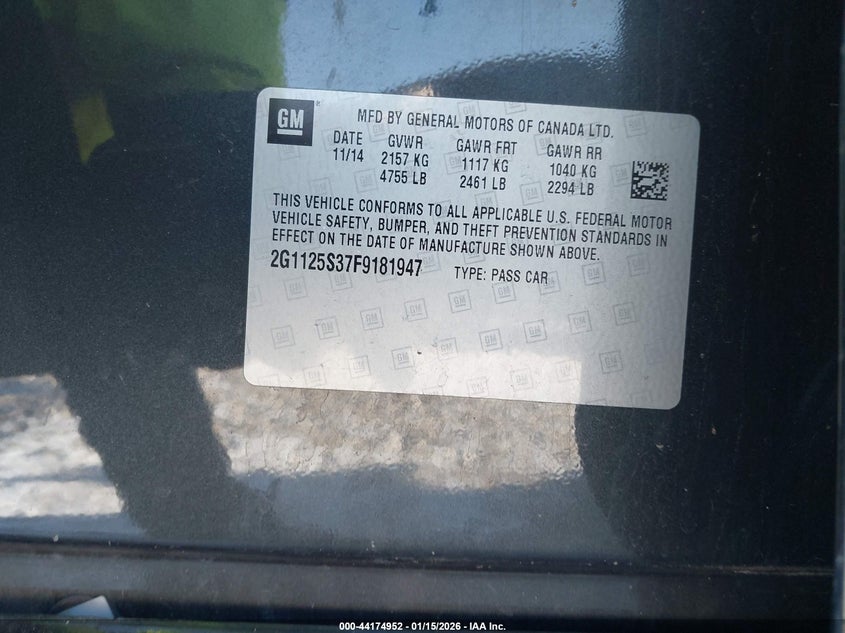 GM
MFD BY GENERAL MOTORS OF CANADA LTD.
DATE GVWR GAWR FRT GAWR RR
11/14 2157 KG 1117 KG 1040 KG
4755 LB 2461 LB 2294 LB
THIS VEHICLE CONFORMS TO ALL APPLICABLE U.S. FEDERAL MOTOR
VEHICLE SAFETY, BUMPER, AND THEFT PREVENTION STANDARDS IN
EFFECT ON THE DATE OF MANUFACTURE SHOWN ABOVE.
2G1125S37F9181947 TYPE: PASS CAR
000-44174952 - 01/15/2026 - IAA Inc.